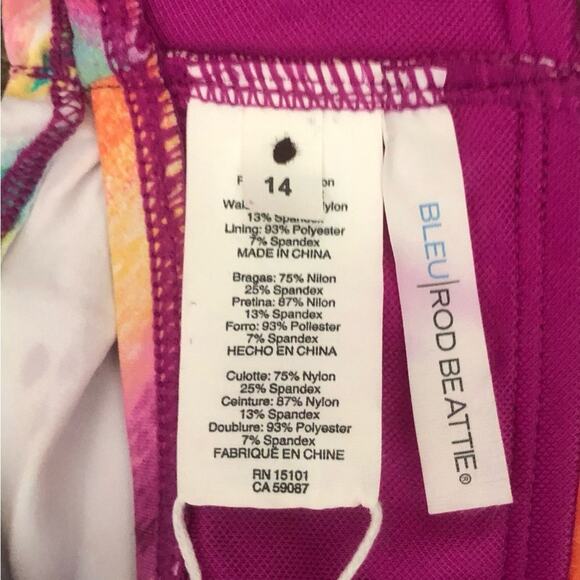 14
13% Spandex
Lining: 93% Polyester
7% Spandex
MADE IN CHINA
Bragas: 75% Nilon
25% Spandex
Pretina: 87% Nilon
13% Spandex
Forro: 93% Poliester
7% Spandex
HECHO EN CHINA
Culotte: 75% Nylon
25% Spandex
Ceinture: 87% Nylon
13% Spandex
Doublure: 93% Polyester
7% Spandex
FABRIQUÉ EN CHINE
RN 15101
CA 59087
BLEU|ROD BEATTIE®